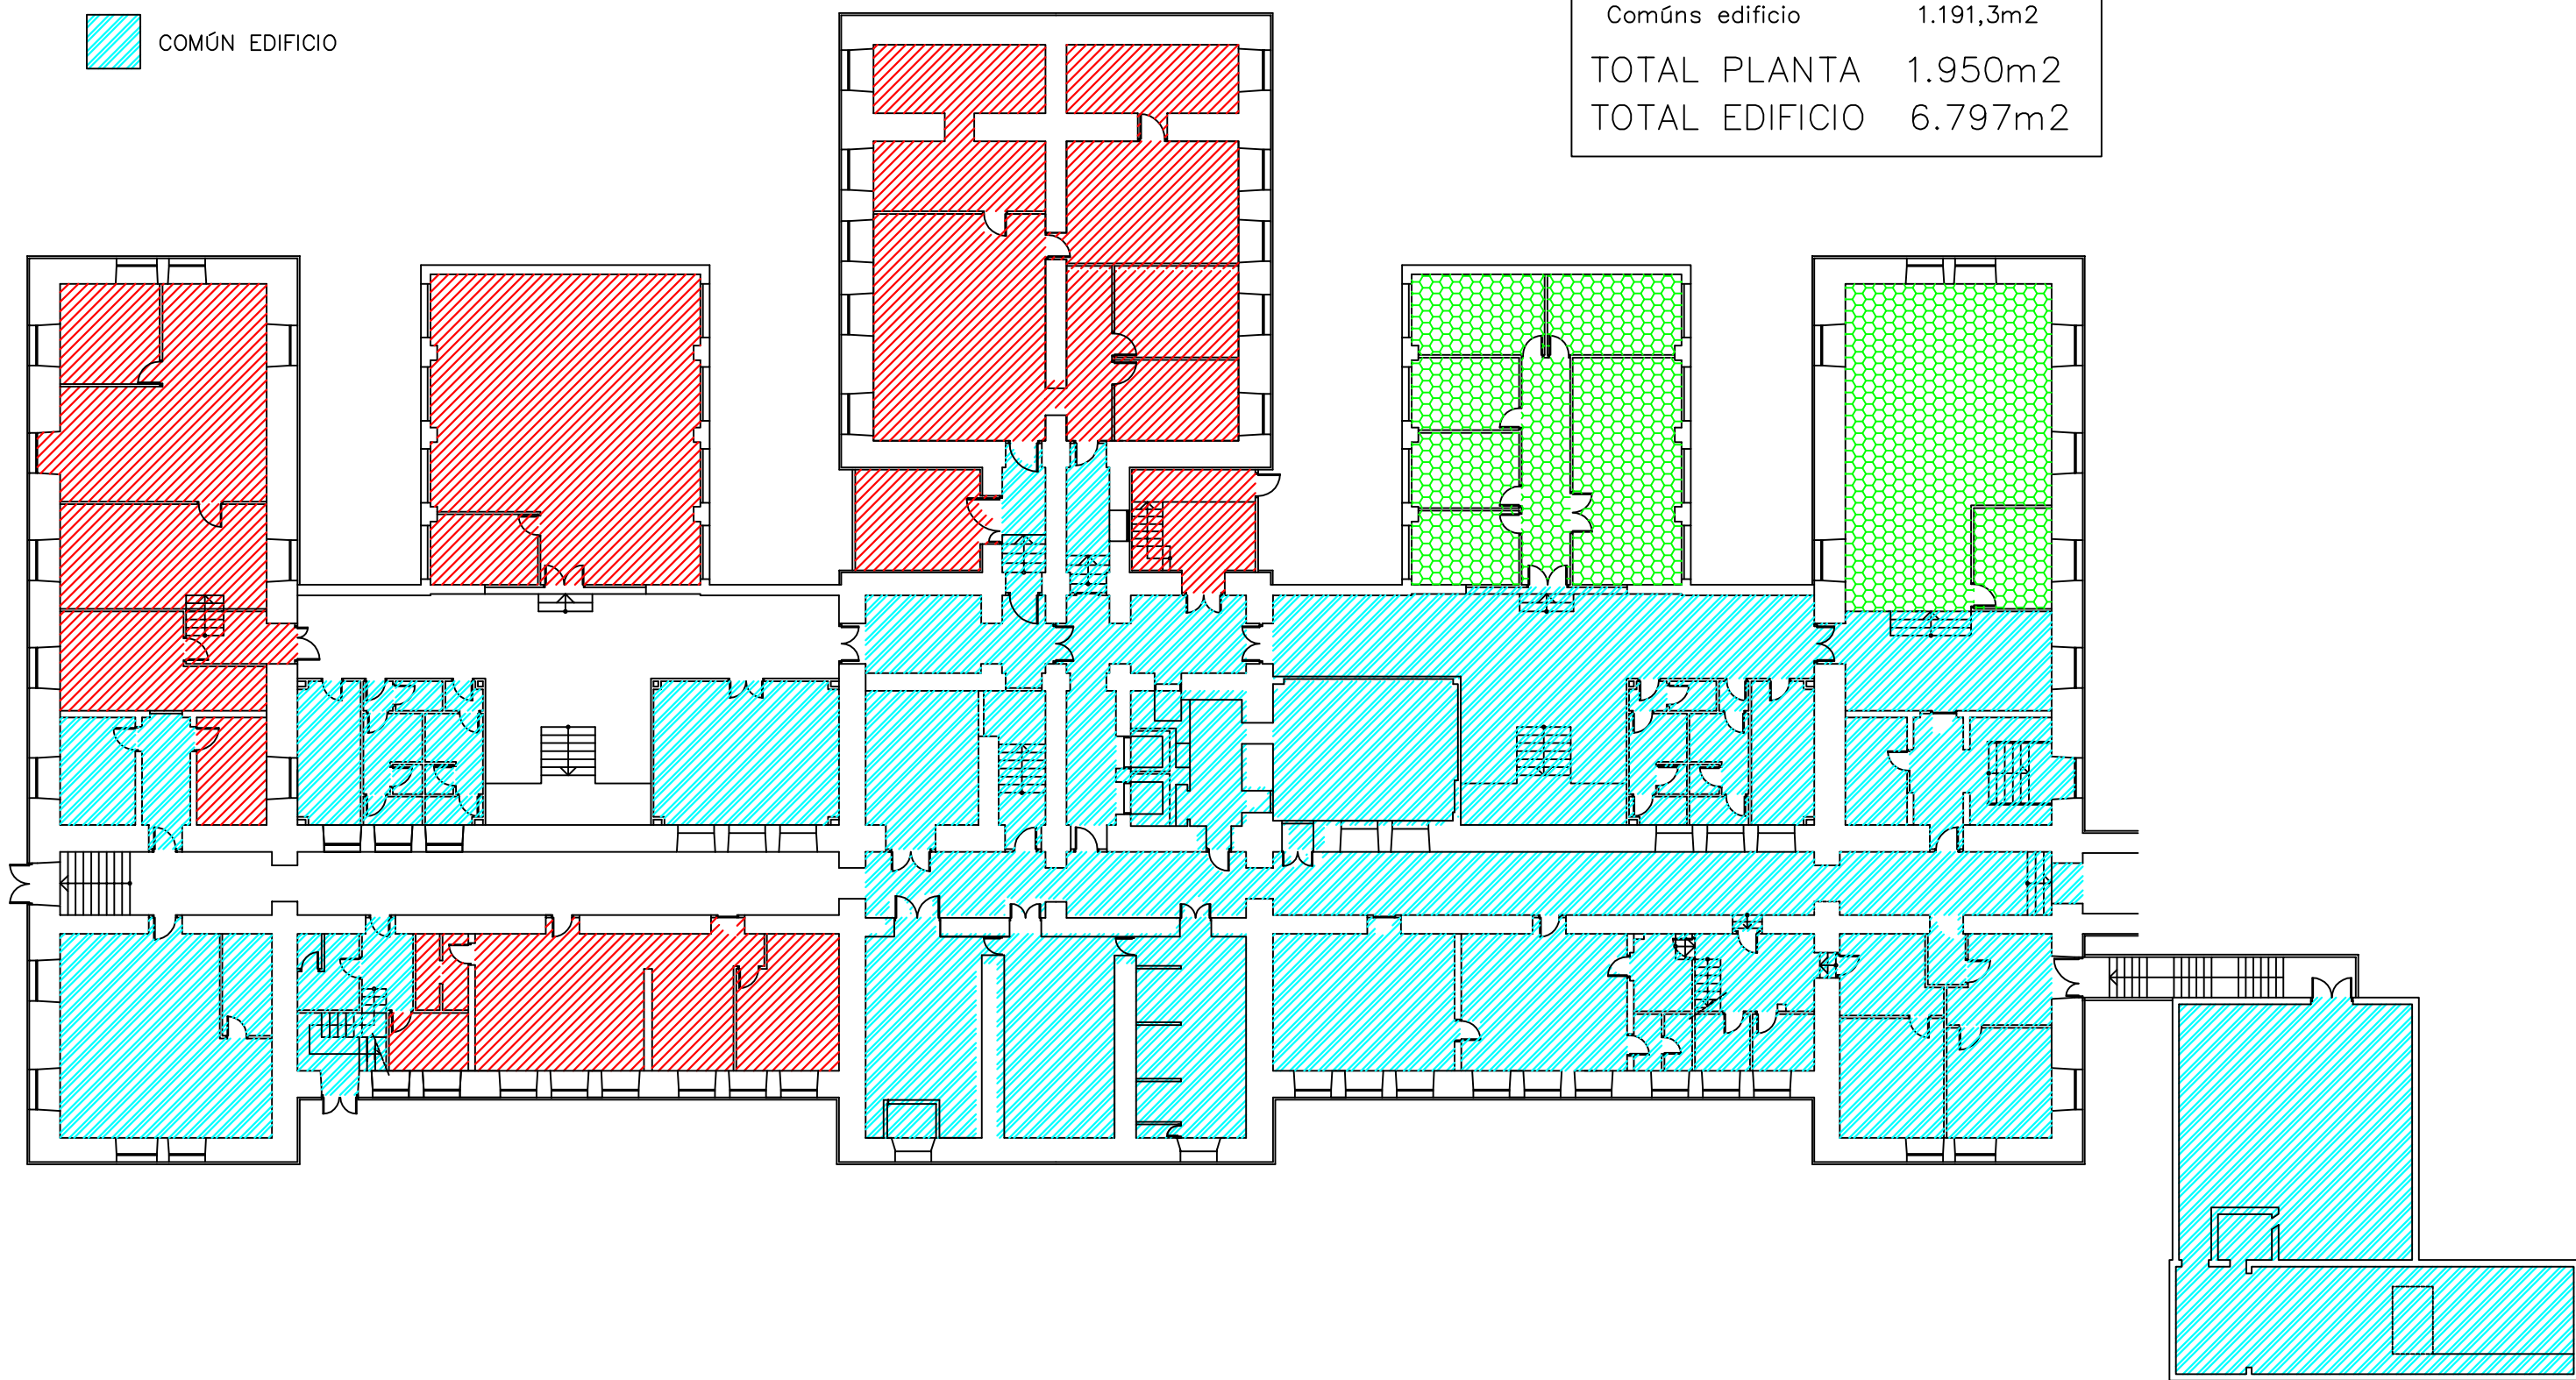 COMÚN EDIFICIO
Comúns edificio 1.191,3m2
TOTAL PLANTA 1.950m2
TOTAL EDIFICIO 6.797m2